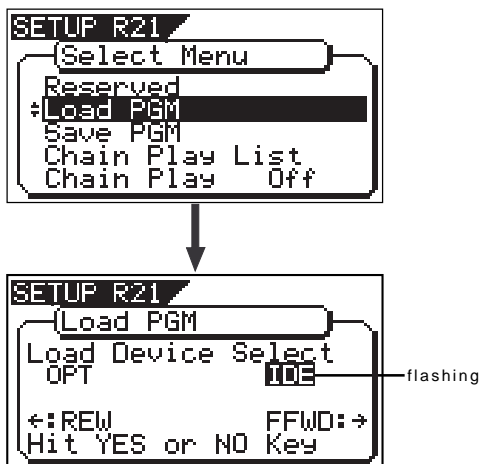 SETUP R21
Select Menu
Reserved
Load PGM
Save PGM
Chain Play List
Chain Play Off
SETUP R21
Load PGM
Load Device Select
OPT IDE
flashing
←:REW FFWD:→
Hit YES or NO Key